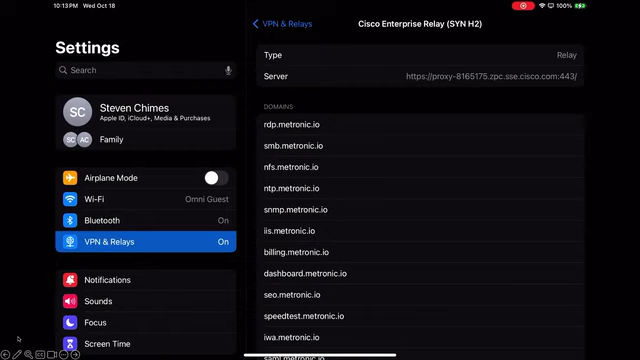 10:13 PM Wed Oct 18
100%
Settings
Search
SC
Steven Chimes
Apple ID, iCloud+, Media & Purchases
SC AC Family
Airplane Mode
Wi-Fi Omni Guest
Bluetooth On
VPN & Relays On
Notifications
Sounds
Focus
Screen Time
VPN & Relays
Cisco Enterprise Relay (SYN H2)
Type Relay
Server https://proxy-8165175.zpc.sse.cisco.com:443/
DOMAINS
rdp.metronic.io
smb.metronic.io
nfs.metronic.io
ntp.metronic.io
snmp.metronic.io
iis.metronic.io
billing.metronic.io
dashboard.metronic.io
seo.metronic.io
speedtest.metronic.io
iwa.metronic.io
saml.metronic.io